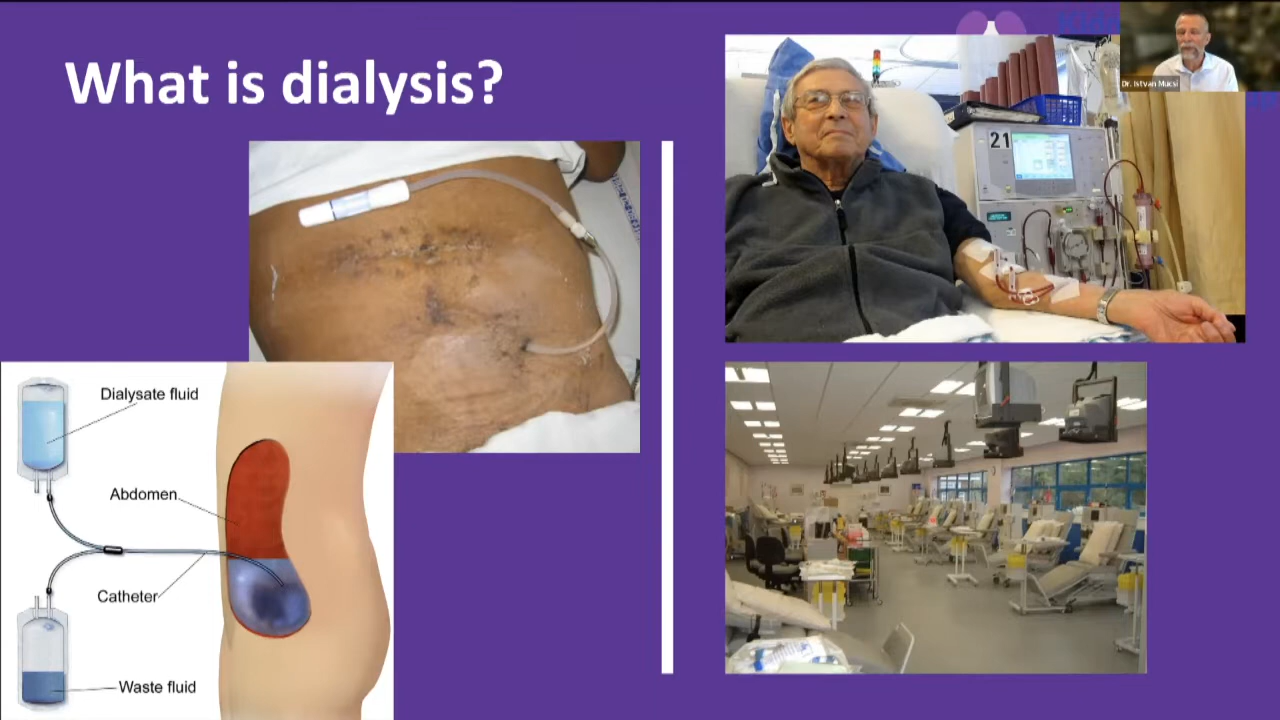 What is dialysis?
Dr. Istvan Mucsi
21
Dialysate fluid
Abdomen
Catheter
Waste fluid